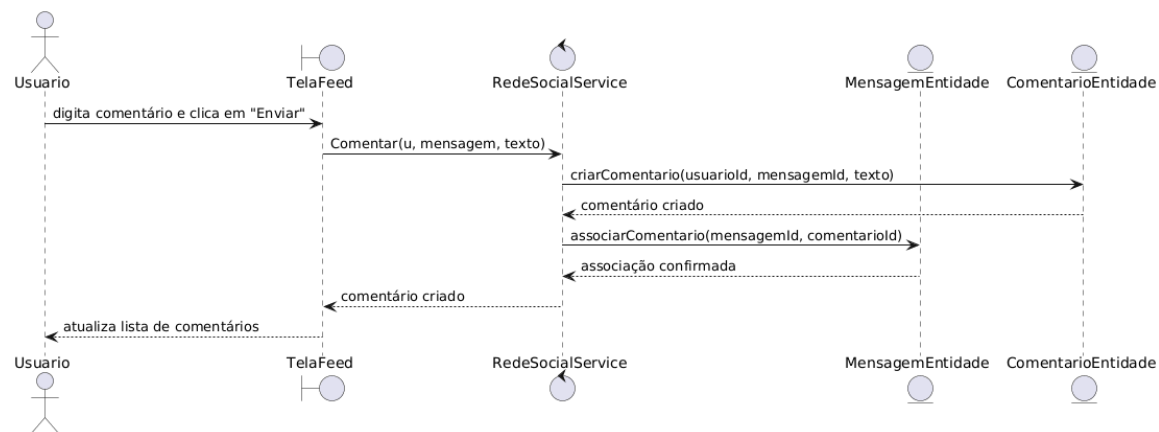 Usuario TelaFeed RedeSocialService MensagemEntidade ComentarioEntidade
digita comentário e clica em "Enviar"
Comentar(u, mensagem, texto)
criarComentario(usuarioId, mensagemId, texto)
comentário criado
associarComentario(mensagemId, comentarioId)
associação confirmada
comentário criado
atualiza lista de comentários
Usuario TelaFeed RedeSocialService MensagemEntidade ComentarioEntidade